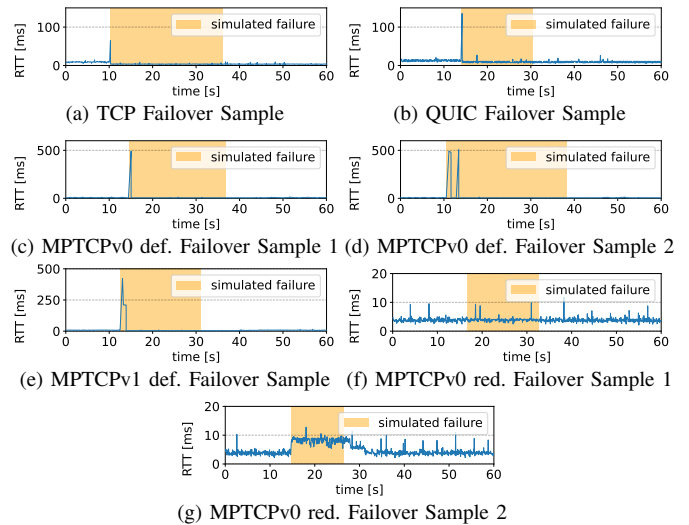 RTT [ms]
100
0
simulated failure
0 10 20 30 40 50 60
time [s]
(a) TCP Failover Sample
RTT [ms]
100
0
simulated failure
0 10 20 30 40 50 60
time [s]
(b) QUIC Failover Sample
RTT [ms]
500
0
simulated failure
0 10 20 30 40 50 60
time [s]
(c) MPTCPv0 def. Failover Sample 1
RTT [ms]
500
0
simulated failure
0 10 20 30 40 50 60
time [s]
(d) MPTCPv0 def. Failover Sample 2
RTT [ms]
500
250
0
simulated failure
0 10 20 30 40 50 60
time [s]
(e) MPTCPv1 def. Failover Sample
RTT [ms]
20
10
0
simulated failure
0 10 20 30 40 50 60
time [s]
(f) MPTCPv0 red. Failover Sample 1
RTT [ms]
20
10
0
simulated failure
0 10 20 30 40 50 60
time [s]
(g) MPTCPv0 red. Failover Sample 2